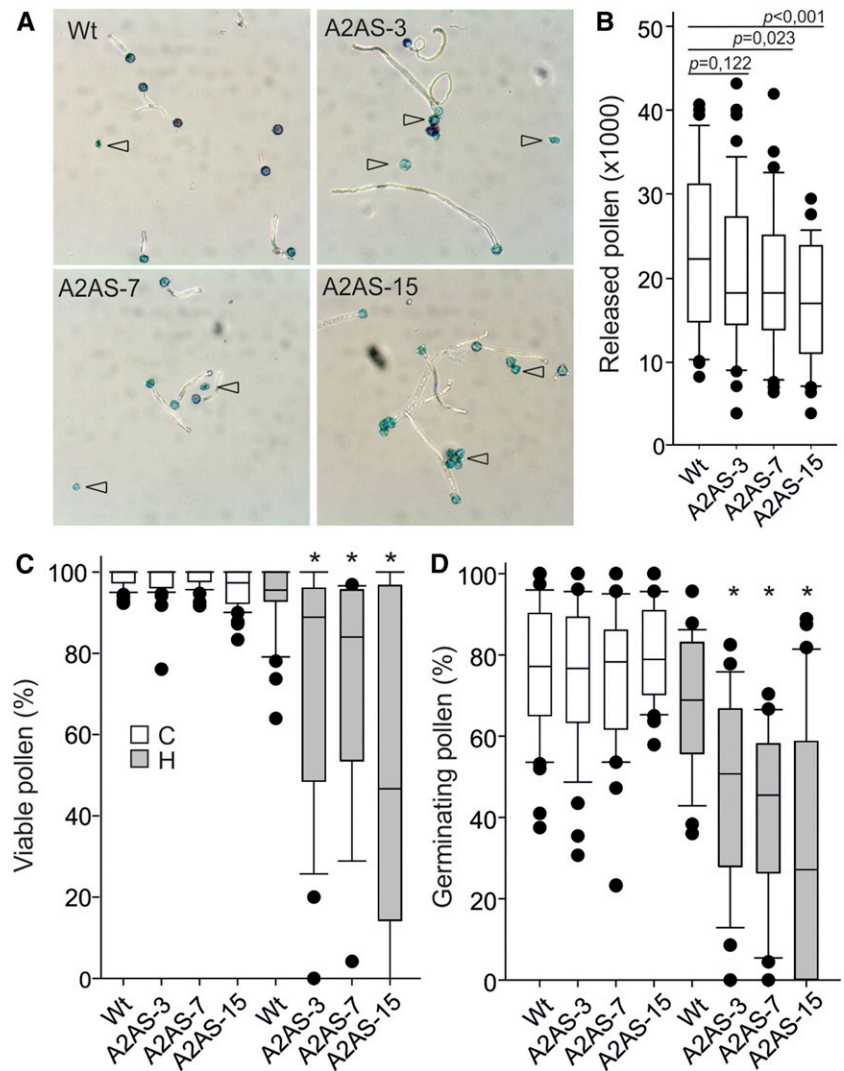 A
Wt
A2AS-3
A2AS-7
A2AS-15
B
Released pollen (x1000)
50
40
30
20
10
0
p<0,001
p=0,023
p=0,122
Wt
A2AS-3
A2AS-7
A2AS-15
C
Viable pollen (%)
100
80
60
40
20
0
* * *
C
H
Wt
A2AS-3
A2AS-7
A2AS-15
Wt
A2AS-3
A2AS-7
A2AS-15
D
Germinating pollen (%)
100
80
60
40
20
0
* * *
Wt
A2AS-3
A2AS-7
A2AS-15
Wt
A2AS-3
A2AS-7
A2AS-15